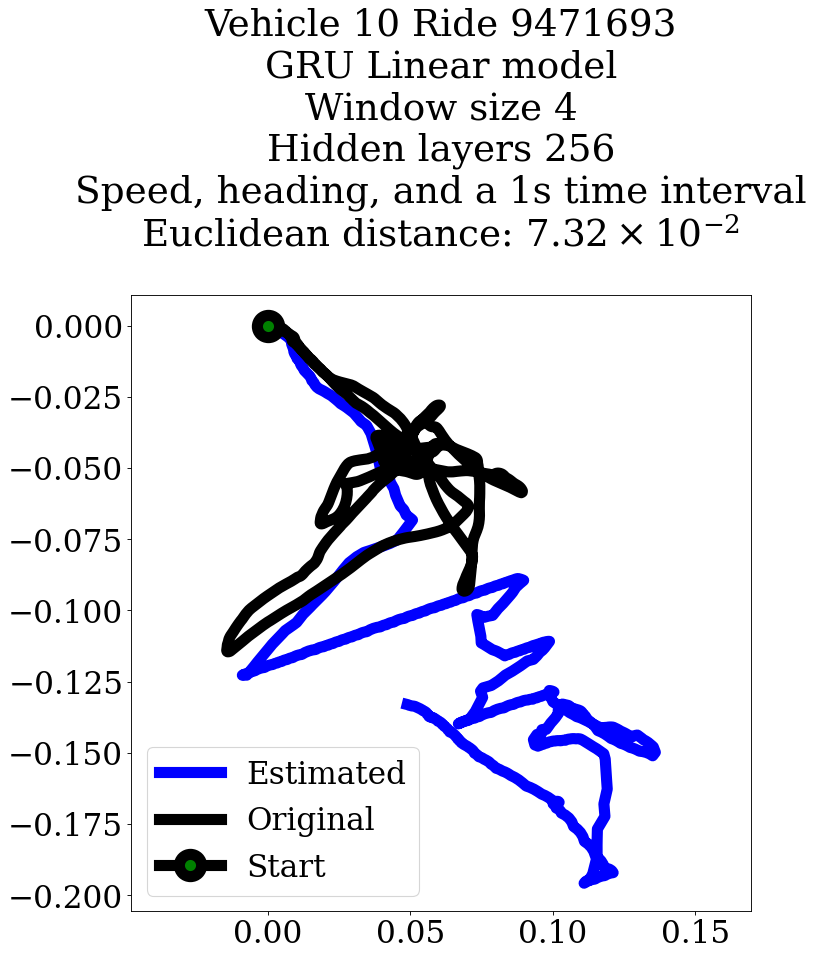 Vehicle 10 Ride 9471693
GRU Linear model
Window size 4
Hidden layers 256
Speed, heading, and a 1s time interval
Euclidean distance: 7.32 × 10⁻²
0.000
−0.025
−0.050
−0.075
−0.100
−0.125
−0.150
−0.175
−0.200
Estimated
Original
Start
0.00 0.05 0.10 0.15